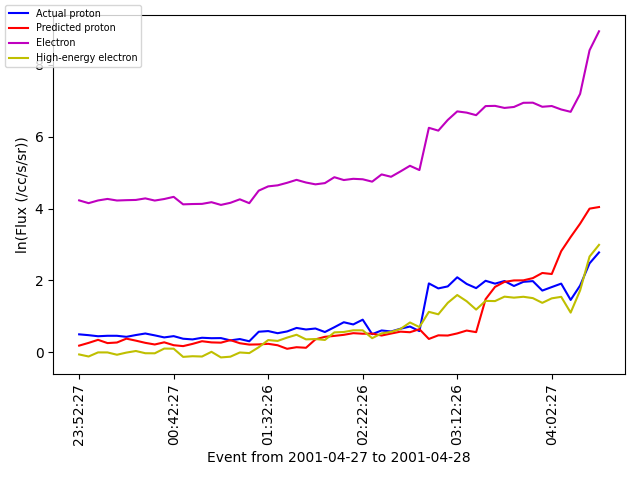 Actual proton
Predicted proton
Electron
High-energy electron
8
6
4
2
0
ln(Flux (/cc/s/sr))
23:52:27
00:42:27
01:32:26
02:22:26
03:12:26
04:02:27
Event from 2001-04-27 to 2001-04-28